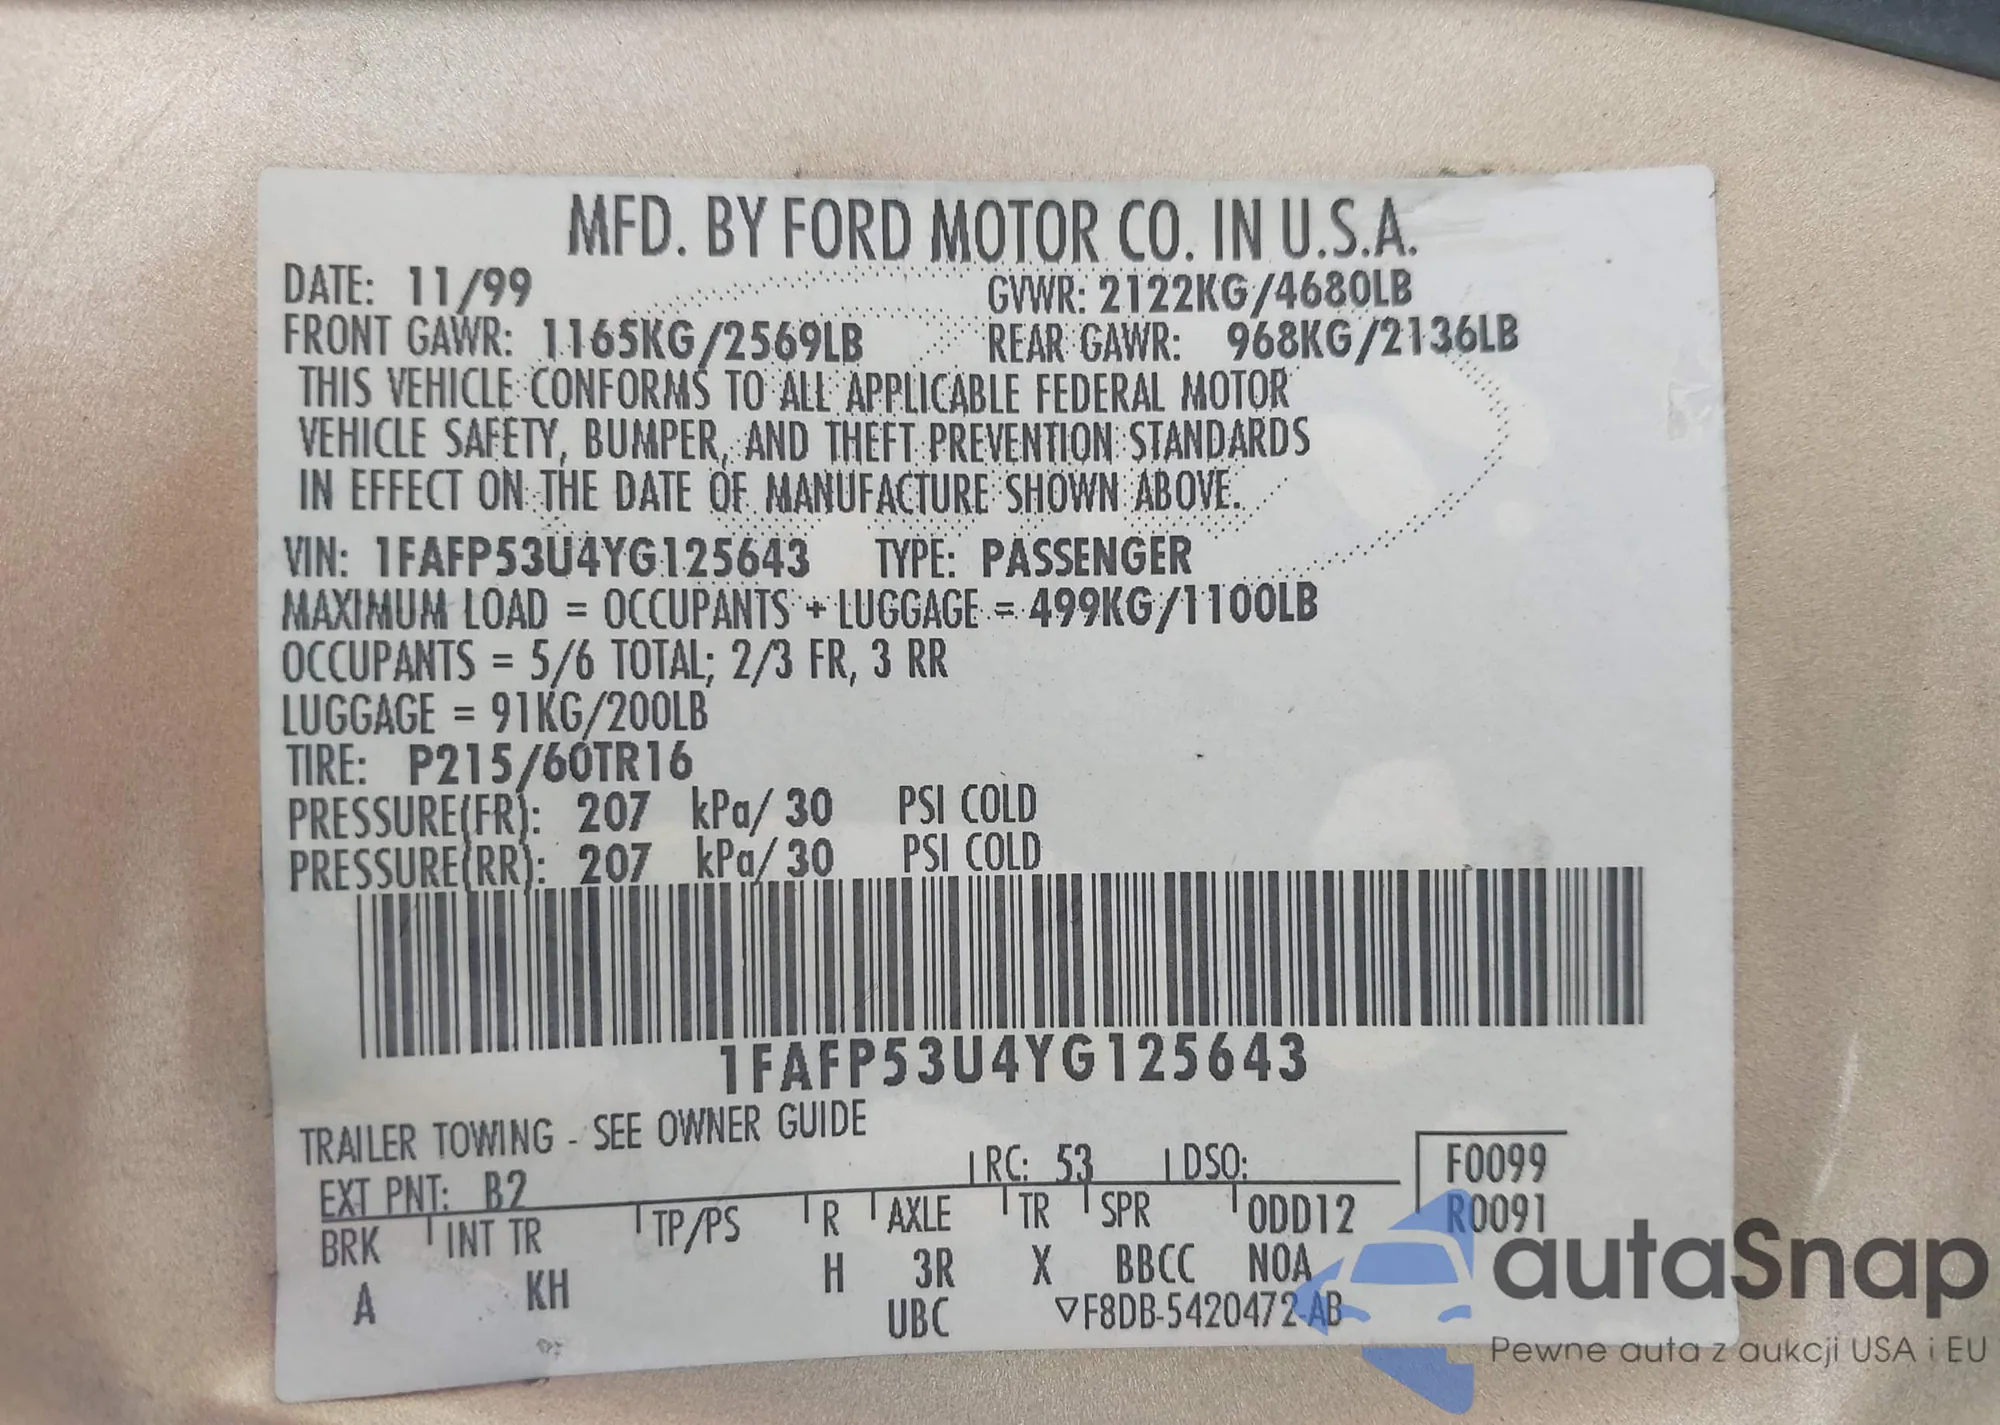 MFD. BY FORD MOTOR CO. IN U.S.A.
DATE: 11/99 GVWR: 2122KG/4680LB
FRONT GAWR: 1165KG/2569LB REAR GAWR: 968KG/2136LB
THIS VEHICLE CONFORMS TO ALL APPLICABLE FEDERAL MOTOR
VEHICLE SAFETY, BUMPER, AND THEFT PREVENTION STANDARDS
IN EFFECT ON THE DATE OF MANUFACTURE SHOWN ABOVE.
VIN: 1FAFP53U4YG125643 TYPE: PASSENGER
MAXIMUM LOAD = OCCUPANTS + LUGGAGE = 499KG/1100LB
OCCUPANTS = 5/6 TOTAL; 2/3 FR, 3 RR
LUGGAGE = 91KG/200LB
TIRE: P215/60TR16
PRESSURE(FR): 207 kPa/ 30 PSI COLD
PRESSURE(RR): 207 kPa/ 30 PSI COLD
1FAFP53U4YG125643
TRAILER TOWING - SEE OWNER GUIDE
EXT PNT: B2 RC: 53 DSO: F0099
BRK INT TR TP/PS R AXLE TR SPR ODD12 R0091
A KH H 3R X BBCC NOA
UBC ▽F8DB-5420472-AB
autaSnap
Pewne auta z aukcji USA i EU